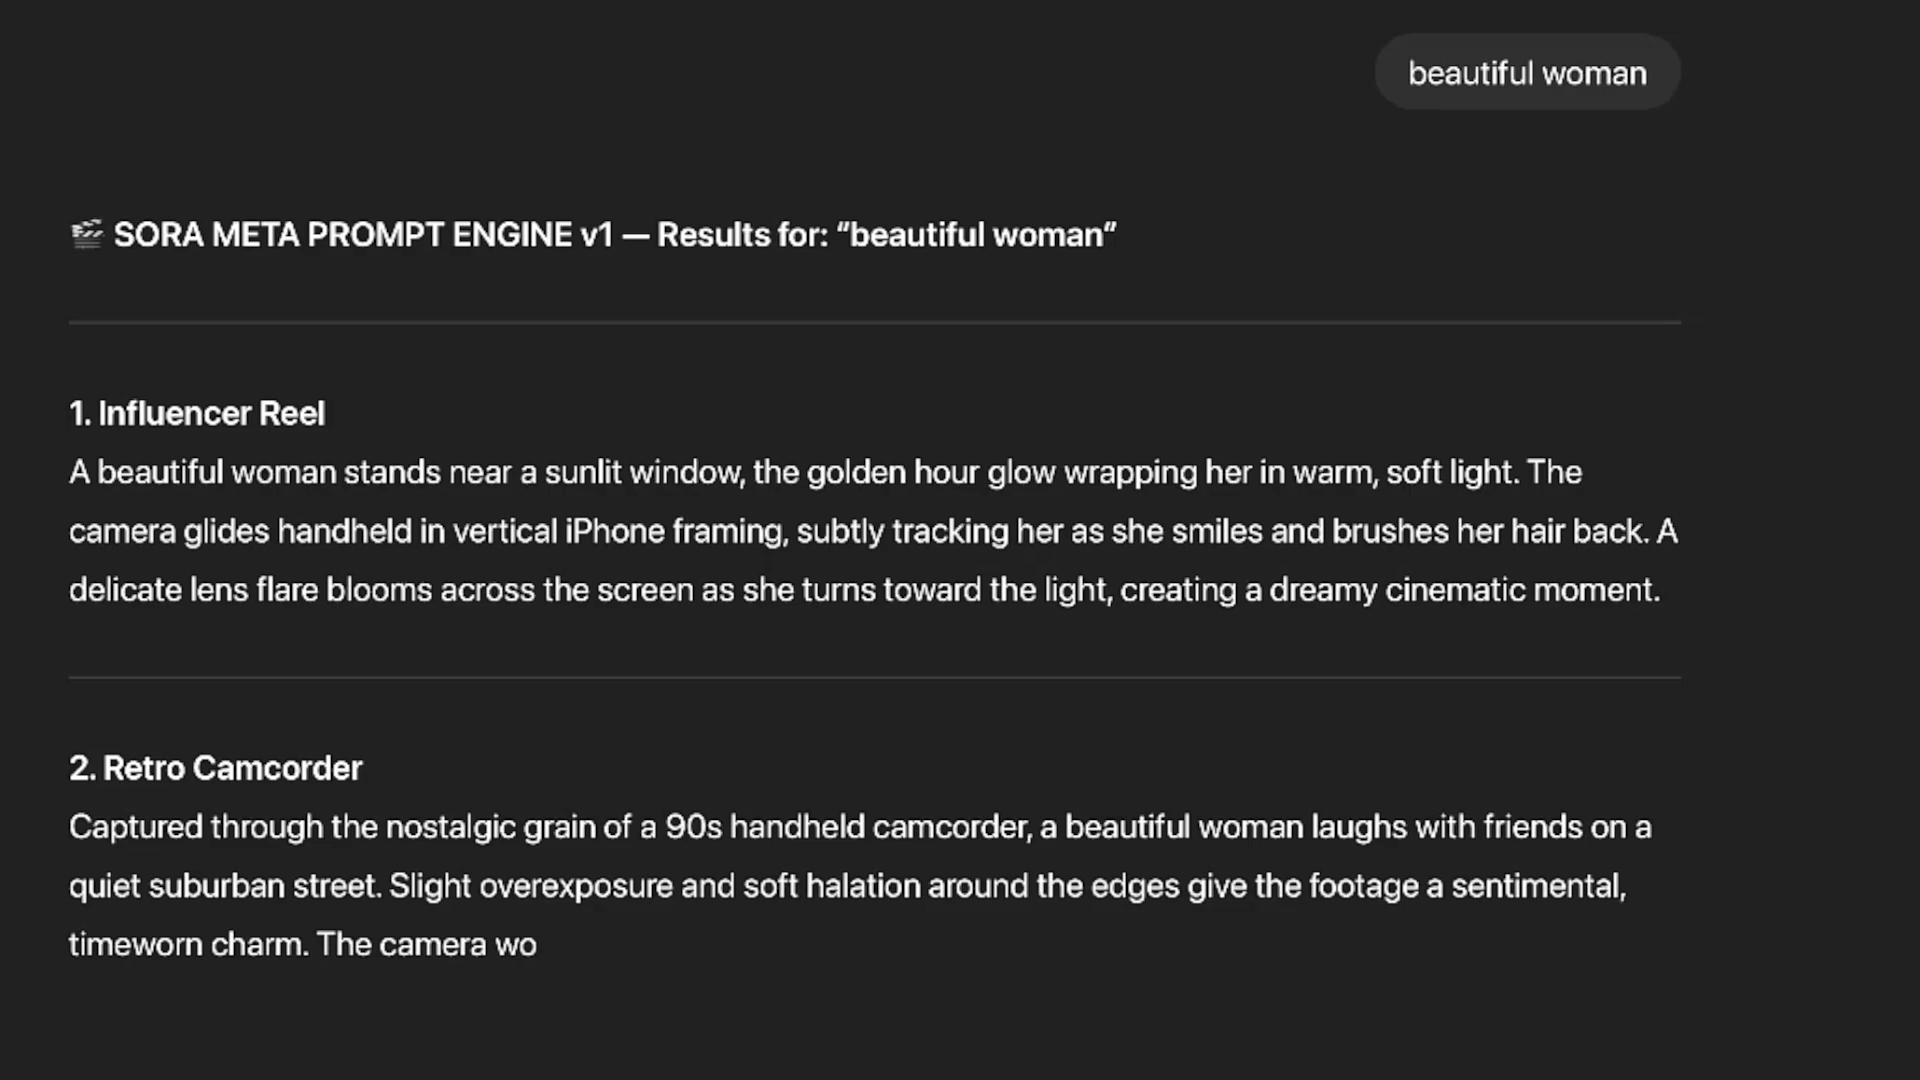 beautiful woman
🎬 SORA META PROMPT ENGINE v1 — Results for: “beautiful woman“
1. Influencer Reel
A beautiful woman stands near a sunlit window, the golden hour glow wrapping her in warm, soft light. The
camera glides handheld in vertical iPhone framing, subtly tracking her as she smiles and brushes her hair back. A
delicate lens flare blooms across the screen as she turns toward the light, creating a dreamy cinematic moment.
2. Retro Camcorder
Captured through the nostalgic grain of a 90s handheld camcorder, a beautiful woman laughs with friends on a
quiet suburban street. Slight overexposure and soft halation around the edges give the footage a sentimental,
timeworn charm. The camera wo